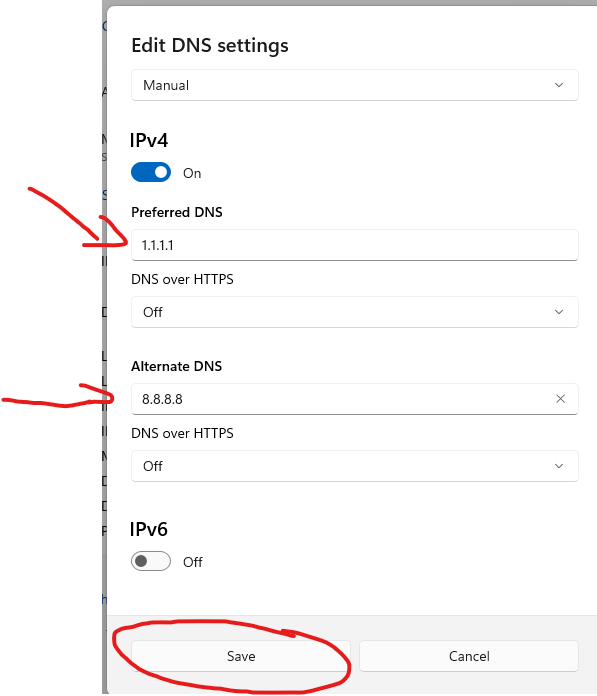 Edit DNS settings
Manual
IPv4
On
Preferred DNS
1.1.1.1
DNS over HTTPS
Off
Alternate DNS
8.8.8.8
DNS over HTTPS
Off
IPv6
Off
Save
Cancel